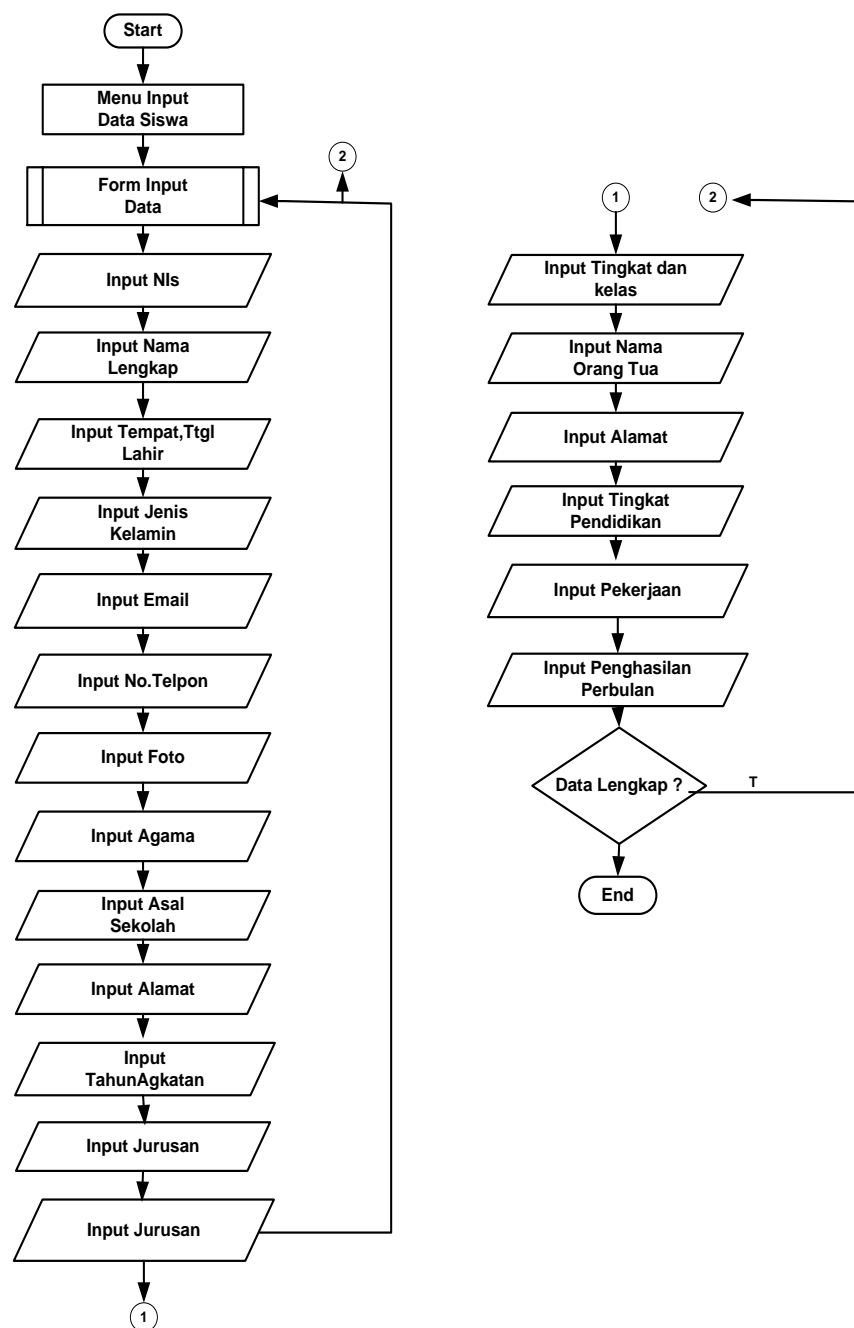 Start
Menu Input
Data Siswa
Form Input
Data
2
Input NIs
Input Nama
Lengkap
Input Tempat,Ttgl
Lahir
Input Jenis
Kelamin
Input Email
Input No.Telpon
Input Foto
Input Agama
Input Asal
Sekolah
Input Alamat
Input
TahunAgkatan
Input Jurusan
Input Jurusan
1
1
2
Input Tingkat dan
kelas
Input Nama
Orang Tua
Input Alamat
Input Tingkat
Pendidikan
Input Pekerjaan
Input Penghasilan
Perbulan
Data Lengkap ?
T
End